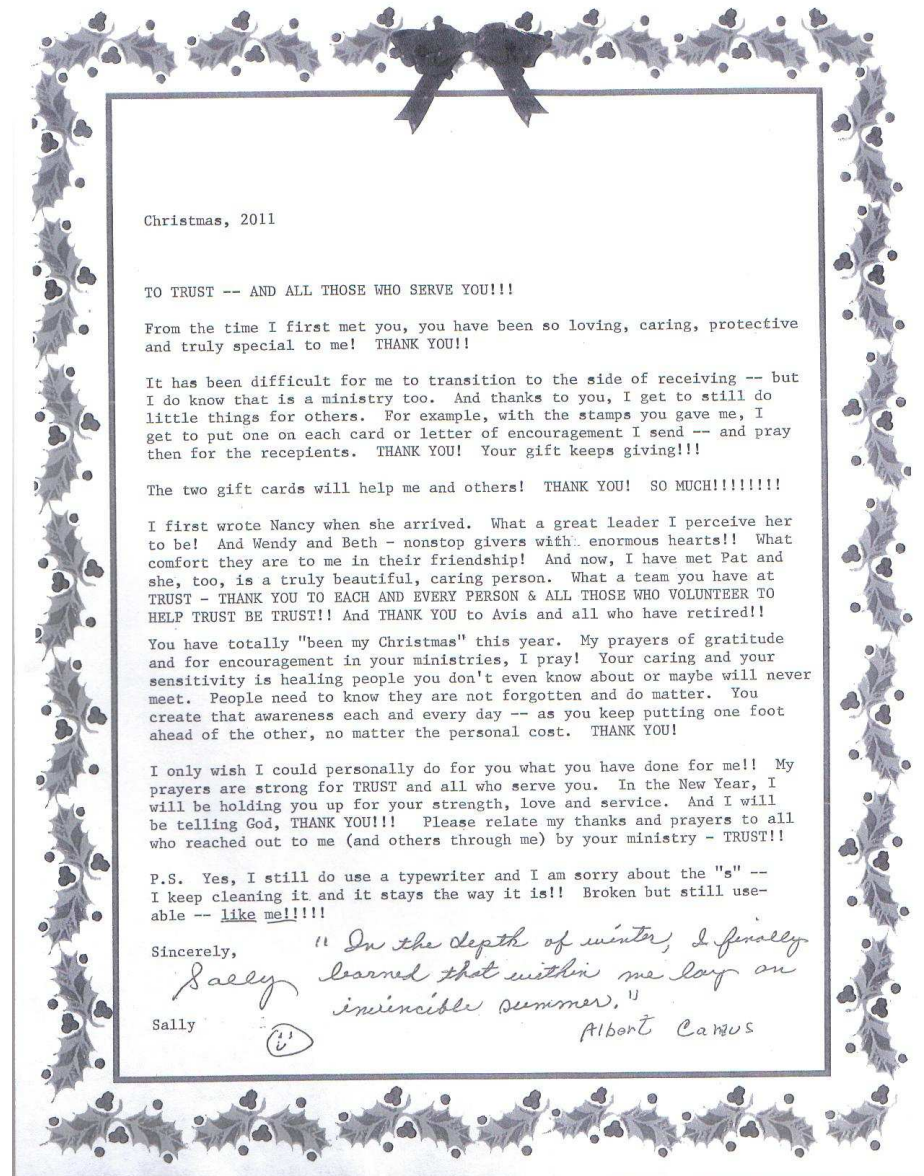 Christmas, 2011
TO TRUST -- AND ALL THOSE WHO SERVE YOU!!!
From the time I first met you, you have been so loving, caring, protective
and truly special to me!  THANK YOU!!
It has been difficult for me to transition to the side of receiving -- but
I do know that is a ministry too.  And thanks to you, I get to still do
little things for others.  For example, with the stamps you gave me, I
get to put one on each card or letter of encouragement I send -- and pray
then for the recepients.  THANK YOU!  Your gift keeps giving!!!
The two gift cards will help me and others!  THANK YOU!  SO MUCH!!!!!!!!
I first wrote Nancy when she arrived.  What a great leader I perceive her
to be!  And Wendy and Beth - nonstop givers with enormous hearts!!  What
comfort they are to me in their friendship!  And now, I have met Pat and
she, too, is a truly beautiful, caring person.  What a team you have at
TRUST - THANK YOU TO EACH AND EVERY PERSON & ALL THOSE WHO VOLUNTEER TO
HELP TRUST BE TRUST!! And THANK YOU to Avis and all who have retired!!
You have totally "been my Christmas" this year.  My prayers of gratitude
and for encouragement in your ministries, I pray!  Your caring and your
sensitivity is healing people you don't even know about or maybe will never
meet.  People need to know they are not forgotten and do matter.  You
create that awareness each and every day -- as you keep putting one foot
ahead of the other, no matter the personal cost.  THANK YOU!
I only wish I could personally do for you what you have done for me!!  My
prayers are strong for TRUST and all who serve you.  In the New Year, I
will be holding you up for your strength, love and service.  And I will
be telling God, THANK YOU!!!   Please relate my thanks and prayers to all
who reached out to me (and others through me) by your ministry - TRUST!!
P.S.  Yes, I still do use a typewriter and I am sorry about the "s" --
I keep cleaning it and it stays the way it is!!  Broken but still use-
able -- like me!!!!!
Sincerely,
Sally
"In the depth of winter, I finally
learned that within me lay an
invincible summer."
Albert Camus
Sally